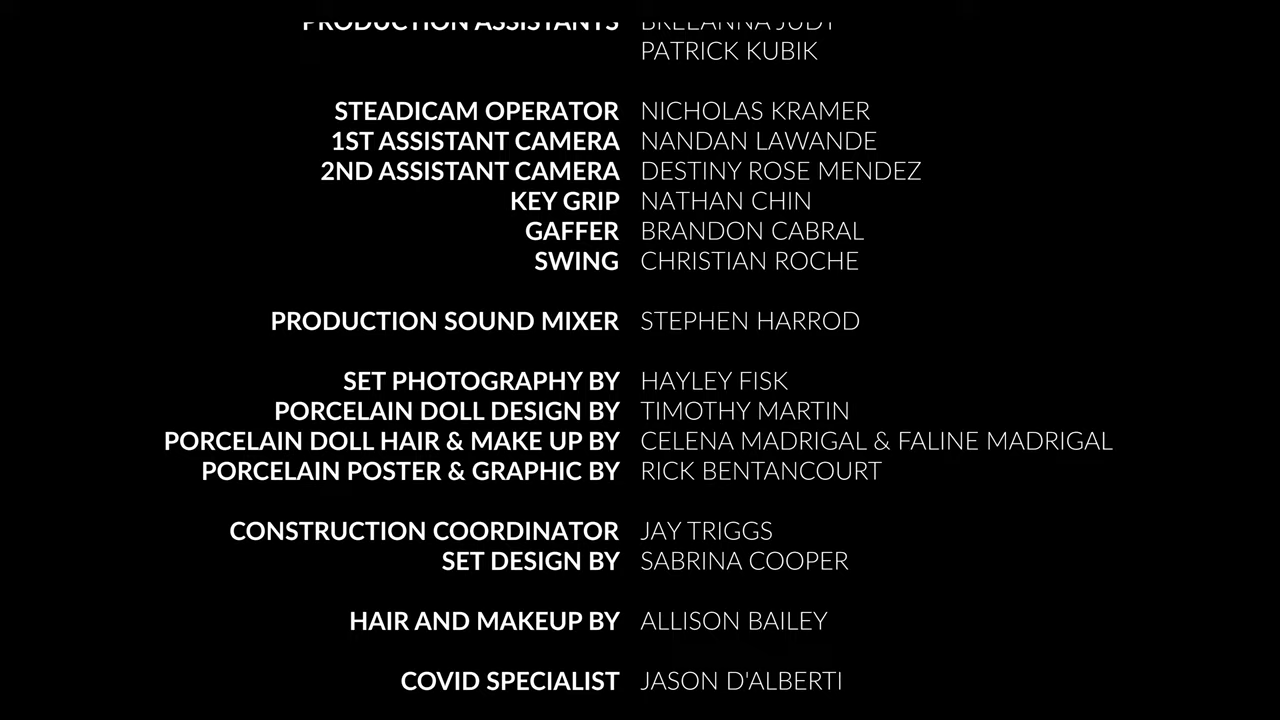 PRODUCTION ASSISTANTS BREEANNA JUDY
PATRICK KUBIK
STEADICAM OPERATOR NICHOLAS KRAMER
1ST ASSISTANT CAMERA NANDAN LAWANDE
2ND ASSISTANT CAMERA DESTINY ROSE MENDEZ
KEY GRIP NATHAN CHIN
GAFFER BRANDON CABRAL
SWING CHRISTIAN ROCHE
PRODUCTION SOUND MIXER STEPHEN HARROD
SET PHOTOGRAPHY BY HAYLEY FISK
PORCELAIN DOLL DESIGN BY TIMOTHY MARTIN
PORCELAIN DOLL HAIR & MAKE UP BY CELENA MADRIGAL & FALINE MADRIGAL
PORCELAIN POSTER & GRAPHIC BY RICK BENTANCOURT
CONSTRUCTION COORDINATOR JAY TRIGGS
SET DESIGN BY SABRINA COOPER
HAIR AND MAKEUP BY ALLISON BAILEY
COVID SPECIALIST JASON D'ALBERTI